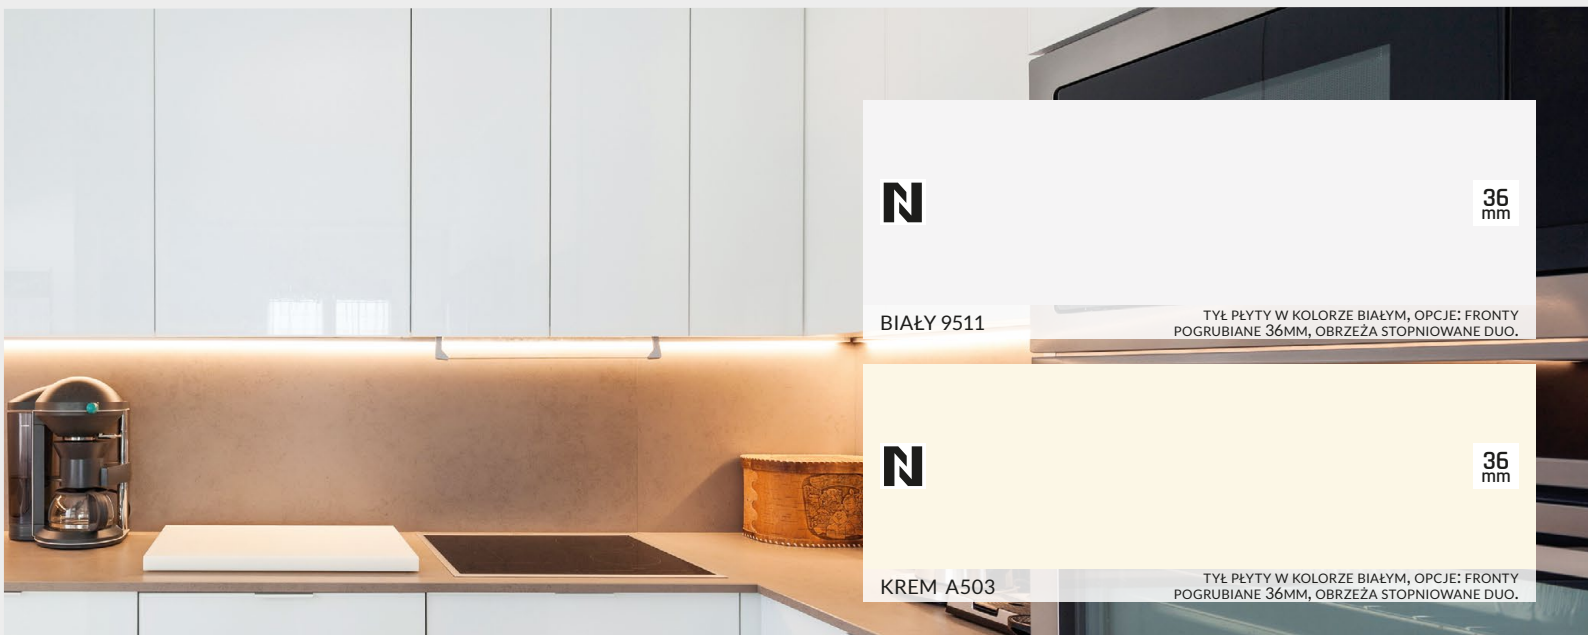 N
36
mm
BIAŁY 9511
TYŁ PŁYTY W KOLORZE BIAŁYM, OPCJE: FRONTY
POGRUBIANE 36MM, OBRZEŻA STOPNIOWANE DUO.
N
36
mm
KREM A503
TYŁ PŁYTY W KOLORZE BIAŁYM, OPCJE: FRONTY
POGRUBIANE 36MM, OBRZEŻA STOPNIOWANE DUO.